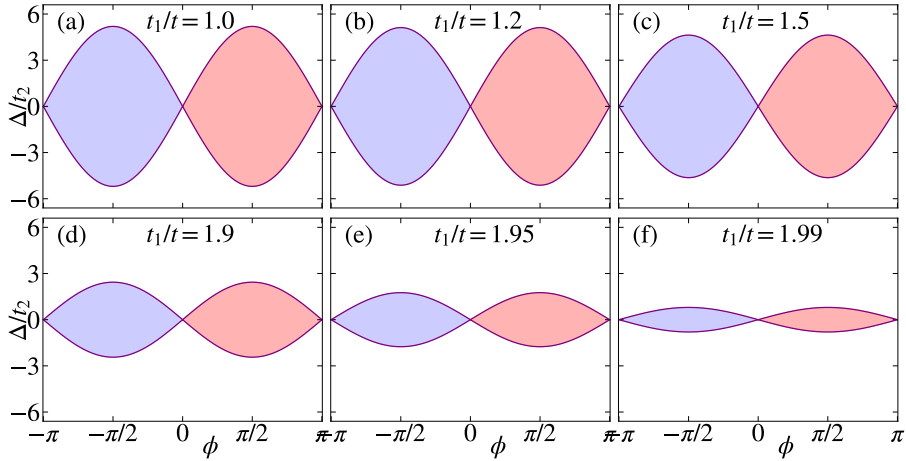 (a) t₁/t = 1.0
(b) t₁/t = 1.2
(c) t₁/t = 1.5
6
3
0
−3
−6
Δ/t₂
(d) t₁/t = 1.9
(e) t₁/t = 1.95
(f) t₁/t = 1.99
6
3
0
−3
−6
Δ/t₂
−π −π/2 0 π/2 π
−π −π/2 0 π/2 π
−π −π/2 0 π/2 π
ϕ ϕ ϕ